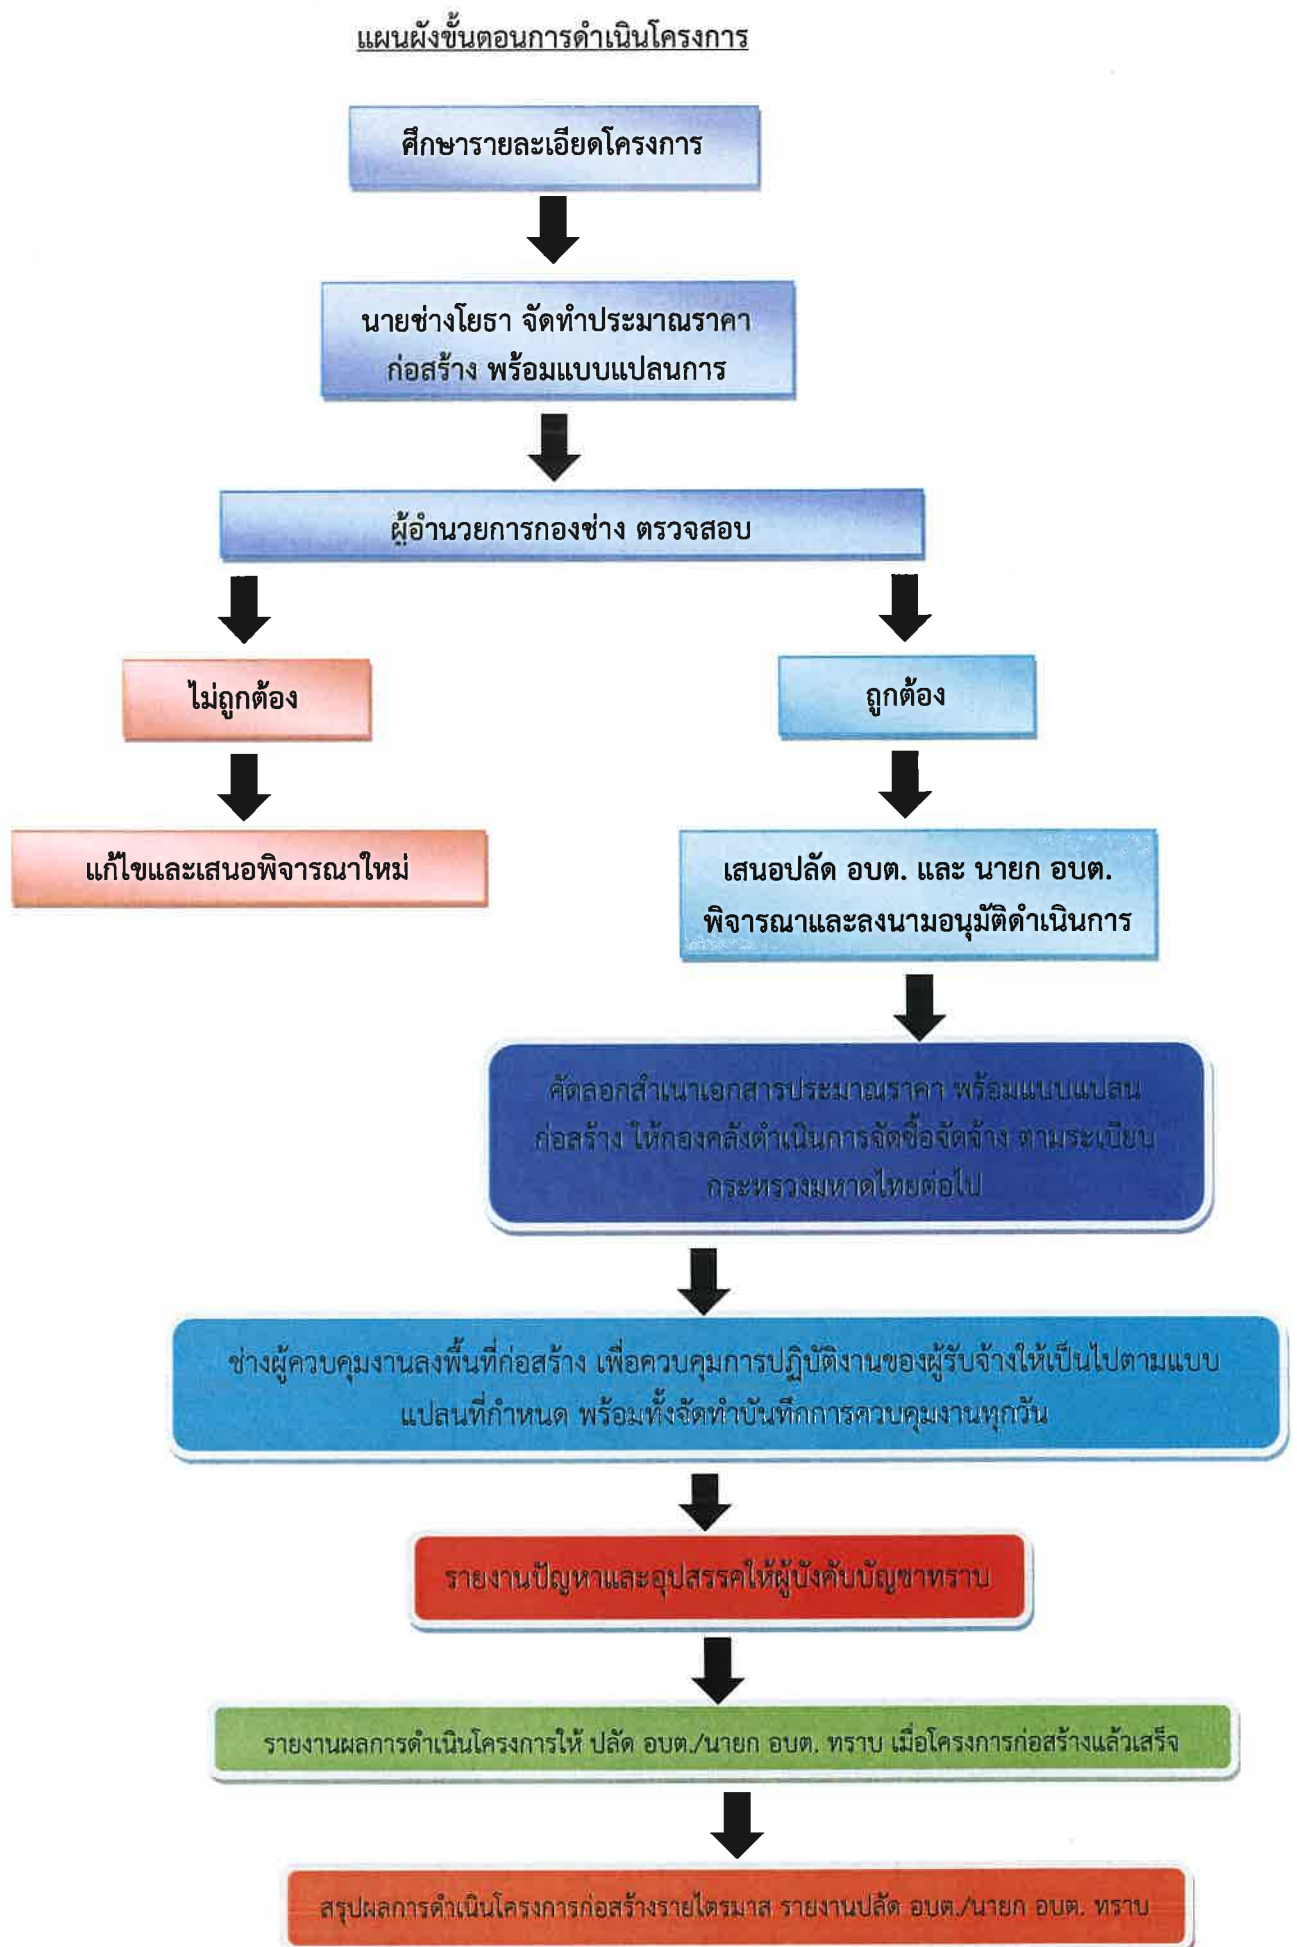 แผนผังขั้นตอนการดำเนินโครงการ
ศึกษารายละเอียดโครงการ
นายช่างโยธา จัดทำประมาณราคา
ก่อสร้าง พร้อมแบบแปลนการ
ผู้อำนวยการกองช่าง ตรวจสอบ
ไม่ถูกต้อง
ถูกต้อง
แก้ไขและเสนอพิจารณาใหม่
เสนอปลัด อบต. และ นายก อบต.
พิจารณาและลงนามอนุมัติดำเนินการ
คัดลอกสำเนาเอกสารประมาณราคา พร้อมแบบแปลน
ก่อสร้าง ให้กองคลังดำเนินการจัดซื้อจัดจ้าง ตามระเบียบ
กระทรวงมหาดไทยต่อไป
ช่างผู้ควบคุมงานลงพื้นที่ก่อสร้าง เพื่อควบคุมการปฏิบัติงานของผู้รับจ้างให้เป็นไปตามแบบ
แปลนที่กำหนด พร้อมทั้งจัดทำบันทึกการควบคุมงานทุกวัน
รายงานปัญหาและอุปสรรคให้ผู้บังคับบัญชาทราบ
รายงานผลการดำเนินโครงการให้ ปลัด อบต./นายก อบต. ทราบ เมื่อโครงการก่อสร้างแล้วเสร็จ
สรุปผลการดำเนินโครงการก่อสร้างรายไตรมาส รายงานปลัด อบต./นายก อบต. ทราบ